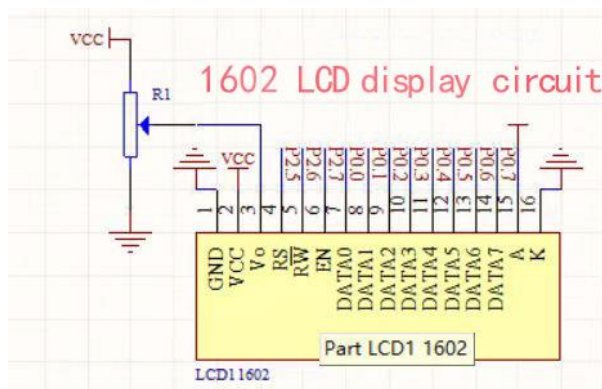 VCC
R1
1602 LCD display circuit
VCC
P2.5
P2.6
P2.7
P0.0
P0.1
P0.2
P0.3
P0.4
P0.5
P0.6
P0.7
1
2
3
4
5
6
7
8
9
10
11
12
13
14
15
16
GND
VCC
Vo
RS
RW
EN
DATA0
DATA1
DATA2
DATA3
DATA4
DATA5
DATA6
DATA7
A
K
Part LCD1 1602
LCD11602